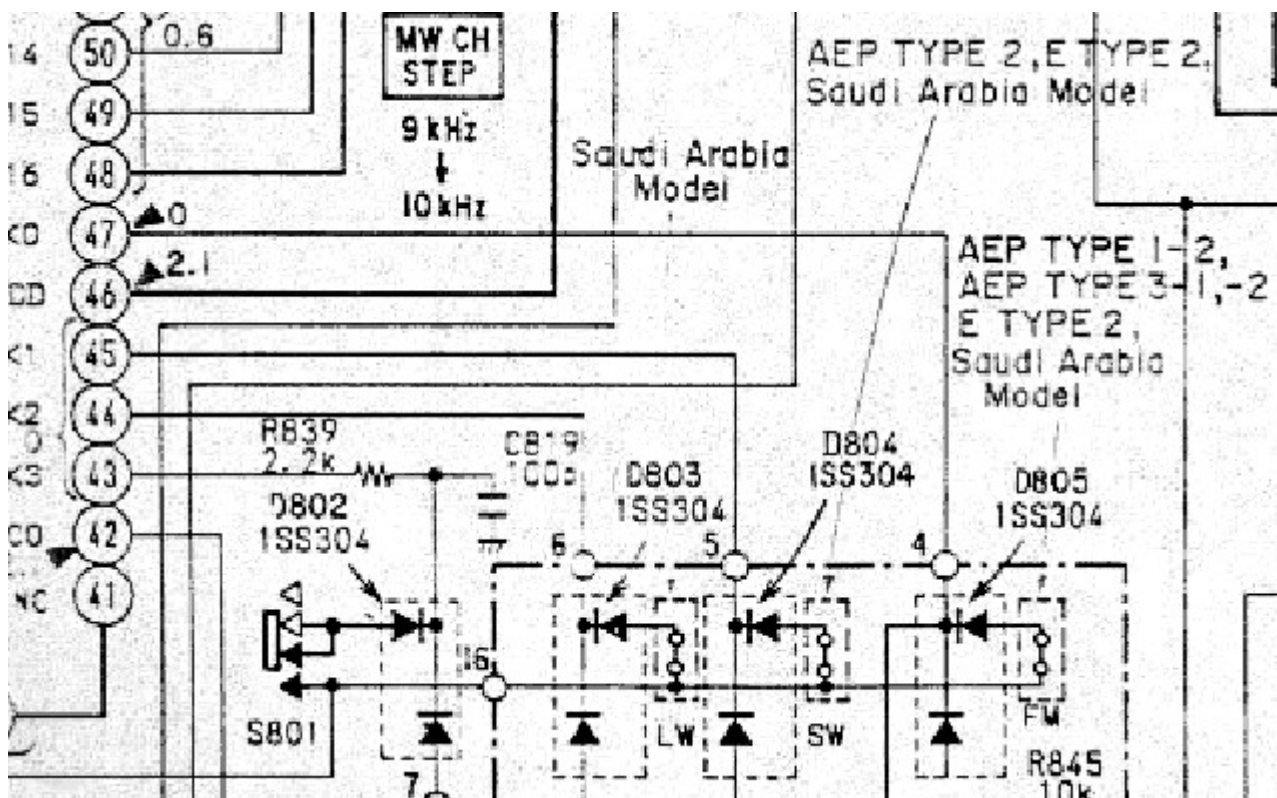 50
0.6
MW CH
STEP
AEP TYPE 2, E TYPE 2,
Saudi Arabia Model
49
9 kHz
↓
10 kHz
Saudi Arabia
Model
48
47
0
46
2.1
AEP TYPE 1-2,
AEP TYPE 3-1,-2
E TYPE 2,
Saudi Arabia
Model
45
44
43
42
41
R839
2.2k
C819
D802
1SS304
D803
1SS304
D804
1SS304
D805
1SS304
6
5
4
16
S801
LW
SW
FM
7
R845
10k